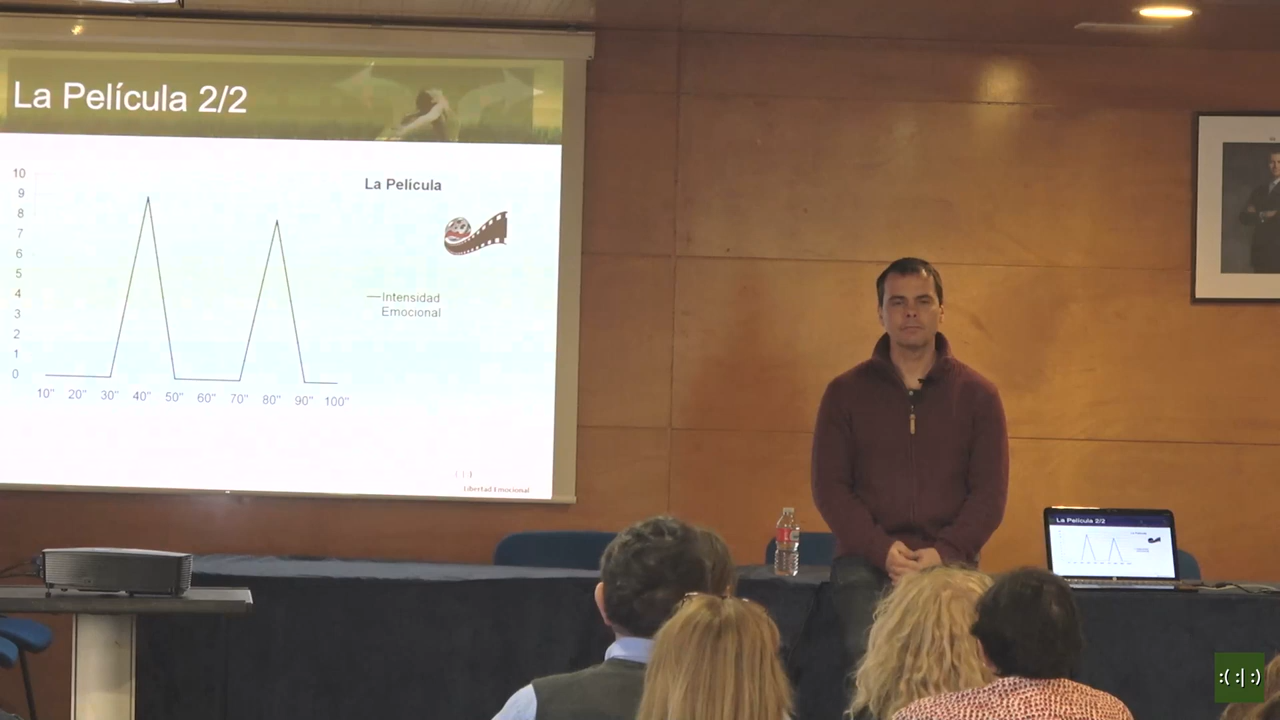 La Película 2/2
La Película
10
9
8
7
6
5
4
3
2
1
0
Intensidad
Emocional
10" 20" 30" 40" 50" 60" 70" 80" 90" 100"
Libertad Emocional
La Película 2/2
:( :| :)